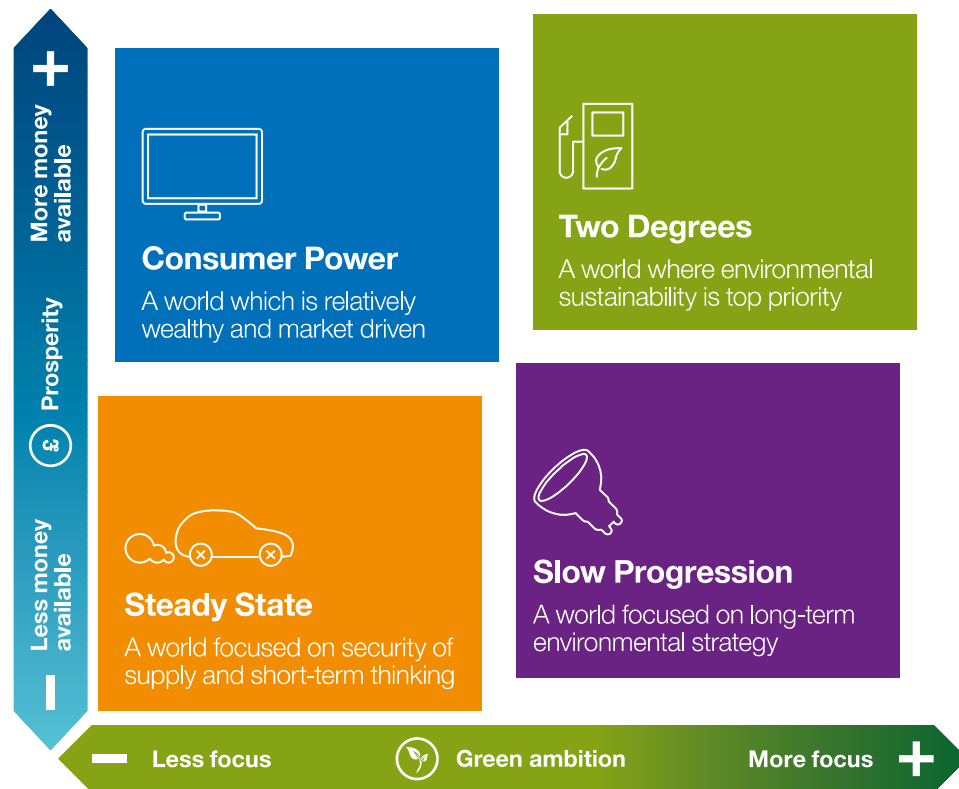 +
More money
available
Prosperity
£
Less money
available
−
Consumer Power
A world which is relatively
wealthy and market driven
Two Degrees
A world where environmental
sustainability is top priority
Steady State
A world focused on security of
supply and short-term thinking
Slow Progression
A world focused on long-term
environmental strategy
− Less focus
Green ambition
More focus +